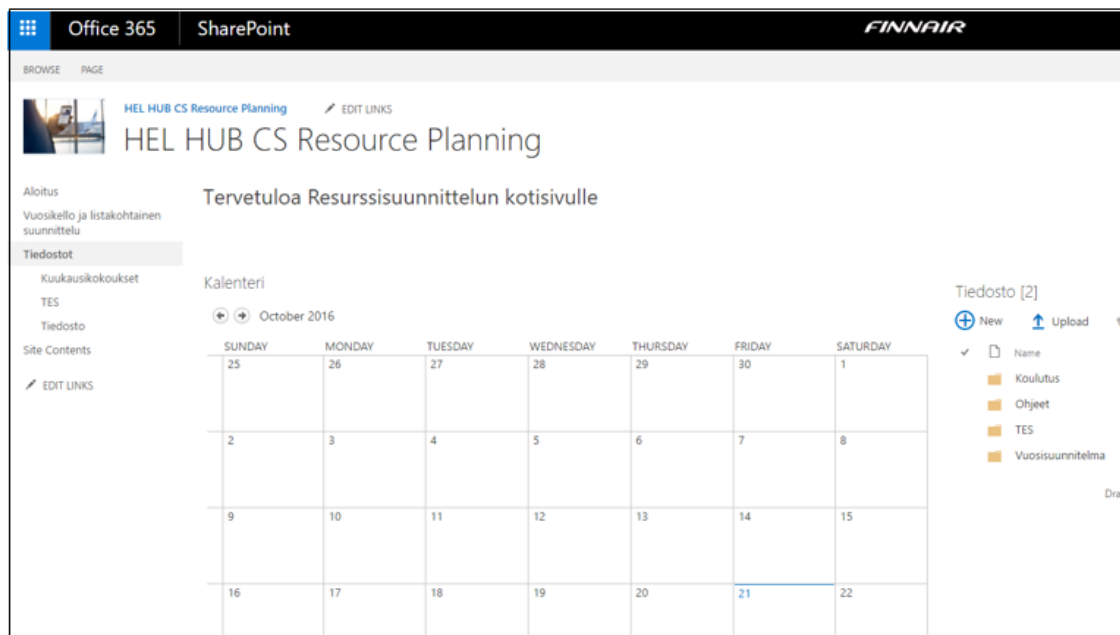 Office 365 SharePoint FINNAIR
BROWSE PAGE
HEL HUB CS Resource Planning EDIT LINKS
HEL HUB CS Resource Planning
Aloitus
Vuosikello ja listakohtainen
suunnittelu
Tiedostot
Kuukausikokoukset
TES
Tiedosto
Site Contents
EDIT LINKS
Tervetuloa Resurssisuunnittelun kotisivulle
Kalenteri
October 2016
SUNDAY MONDAY TUESDAY WEDNESDAY THURSDAY FRIDAY SATURDAY
25 26 27 28 29 30 1
2 3 4 5 6 7 8
9 10 11 12 13 14 15
16 17 18 19 20 21 22
Tiedosto [2]
New Upload
Name
Koulutus
Ohjeet
TES
Vuosisuunnitelma
Dra